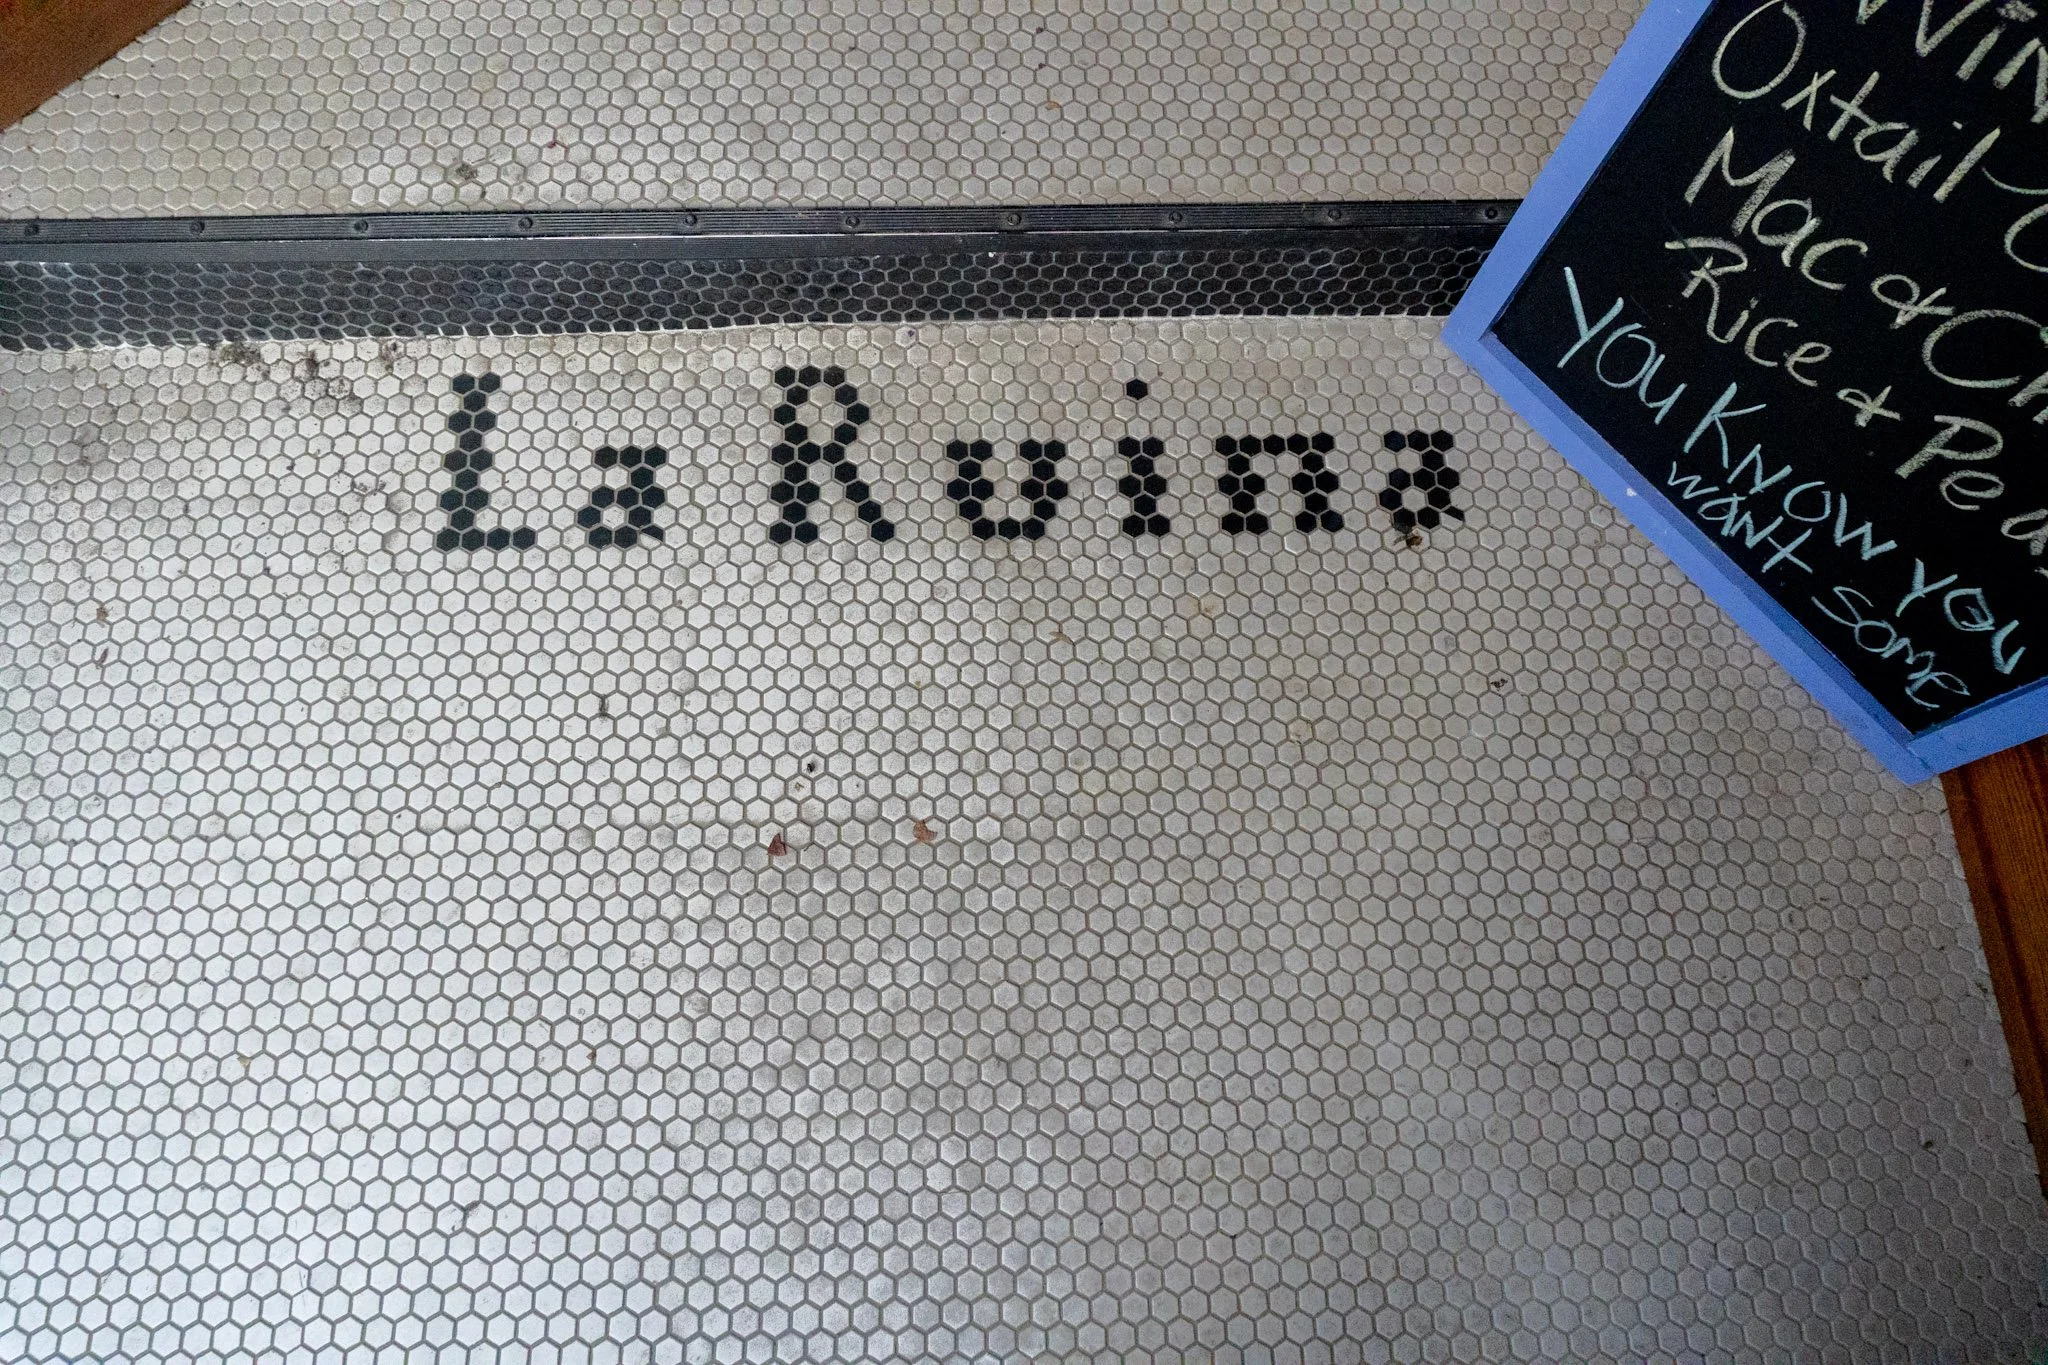 La Ruina
Oxtail
Mac &
Rice &
YOU KNOW YOU
WANT SOME